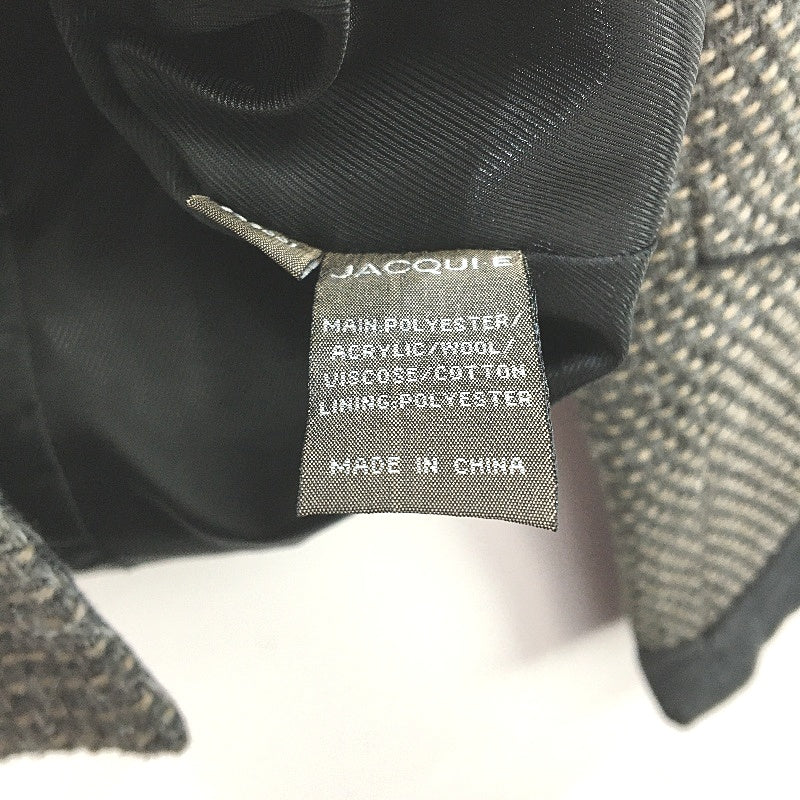 JACQUI·E
MAIN:POLYESTER/
ACRYLIC/WOOL/
VISCOSE/COTTON
LINING:POLYESTER
MADE IN CHINA